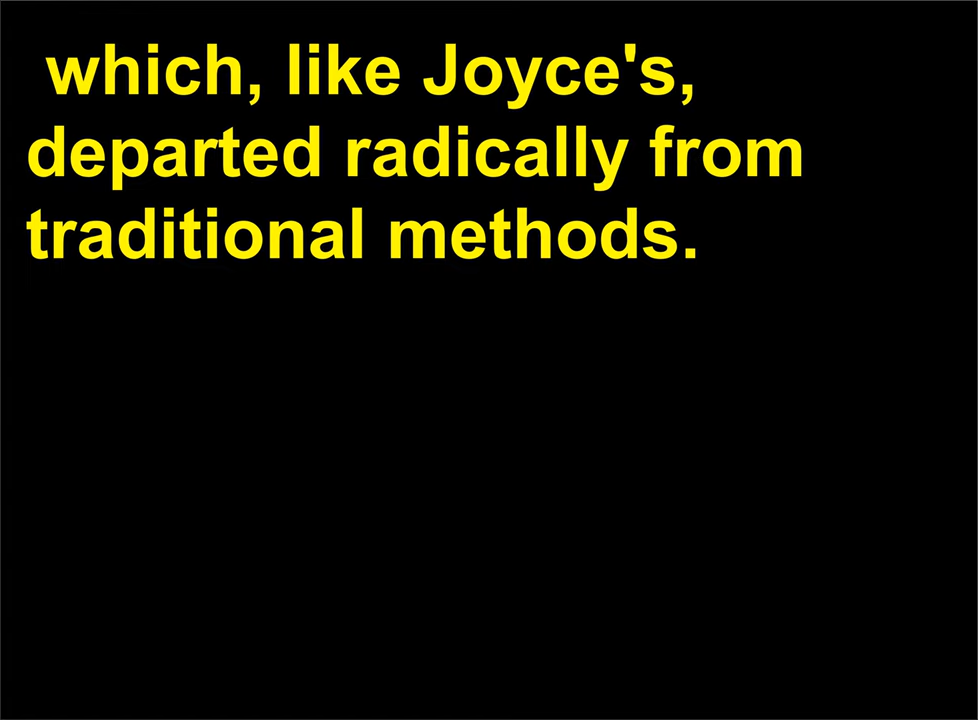 which, like Joyce's,
departed radically from
traditional methods.